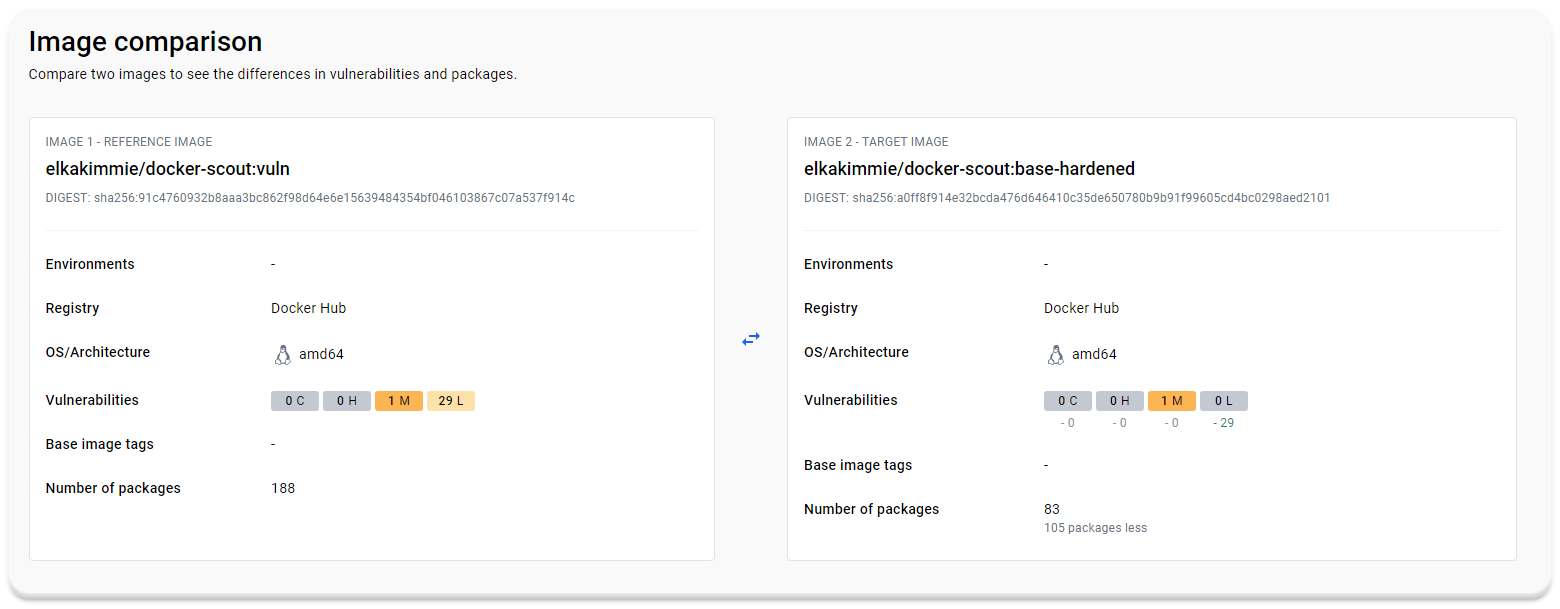 Image comparison
Compare two images to see the differences in vulnerabilities and packages.
IMAGE 1 - REFERENCE IMAGE
elkakimmie/docker-scout:vuln
DIGEST: sha256:91c4760932b8aaa3bc862f98d64e6e15639484354bf046103867c07a537f914c
Environments -
Registry Docker Hub
OS/Architecture amd64
Vulnerabilities 0 C 0 H 1 M 29 L
Base image tags -
Number of packages 188
IMAGE 2 - TARGET IMAGE
elkakimmie/docker-scout:base-hardened
DIGEST: sha256:a0ff8f914e32bcda476d646410c35de650780b9b91f99605cd4bc0298aed2101
Environments -
Registry Docker Hub
OS/Architecture amd64
Vulnerabilities 0 C 0 H 1 M 0 L
- 0 - 0 - 0 - 29
Base image tags -
Number of packages 83
105 packages less